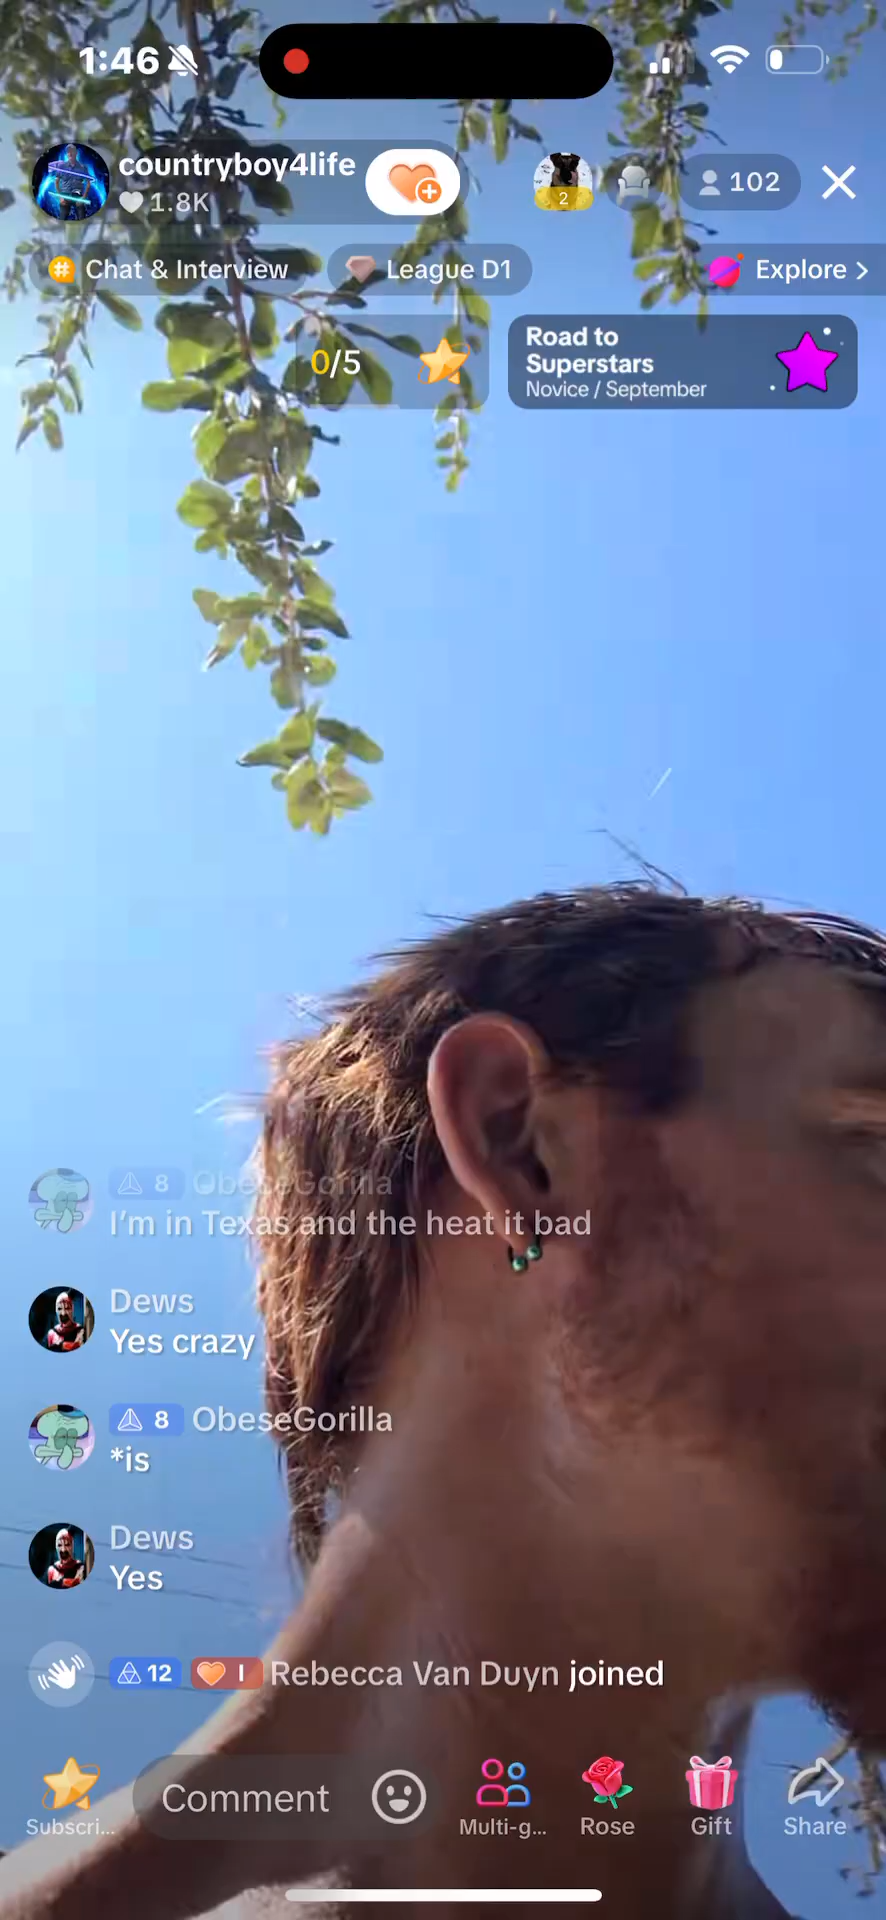 1:46
countryboy4life
1.8K
2
102
Chat & Interview
League D1
Explore >
0/5
Road to
Superstars
Novice / September
8 ObeseGorilla
I'm in Texas and the heat it bad
Dews
Yes crazy
8 ObeseGorilla
*is
Dews
Yes
12 I Rebecca Van Duyn joined
Subscri...
Comment
Multi-g...
Rose
Gift
Share